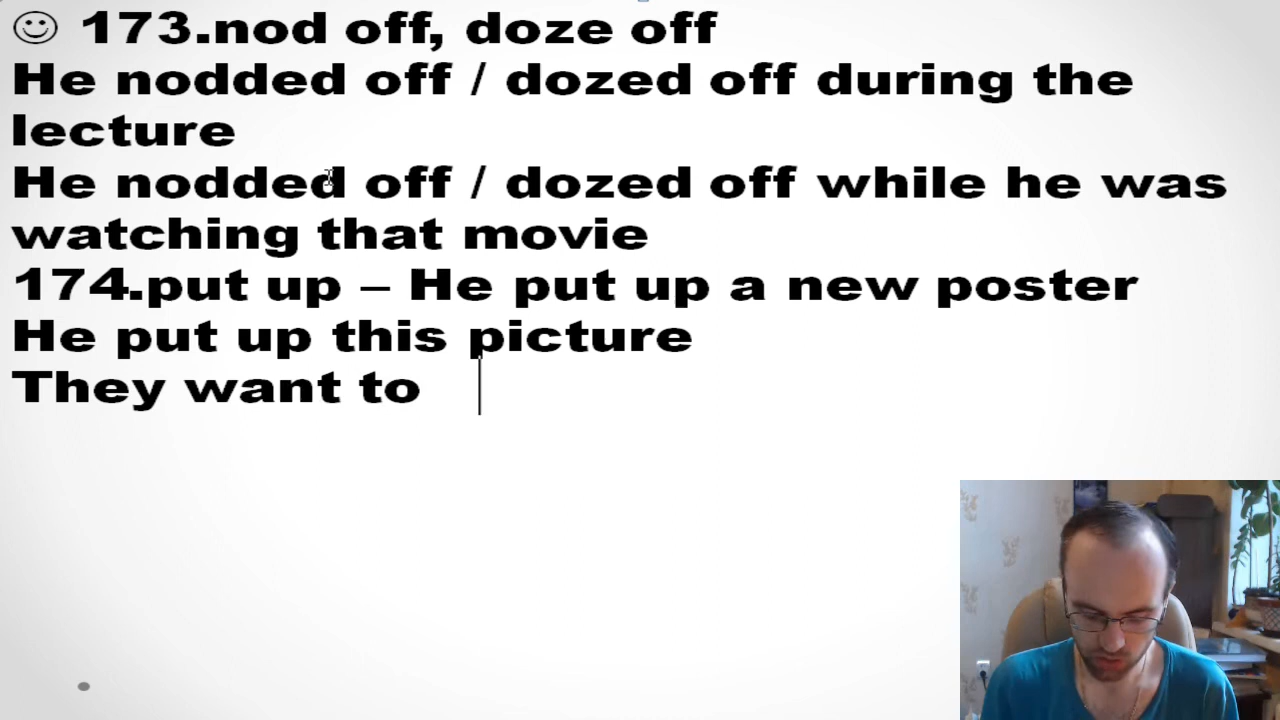 ☺ 173.nod off, doze off
He nodded off / dozed off during the
lecture
He nodded off / dozed off while he was
watching that movie
174.put up – He put up a new poster
He put up this picture
They want to